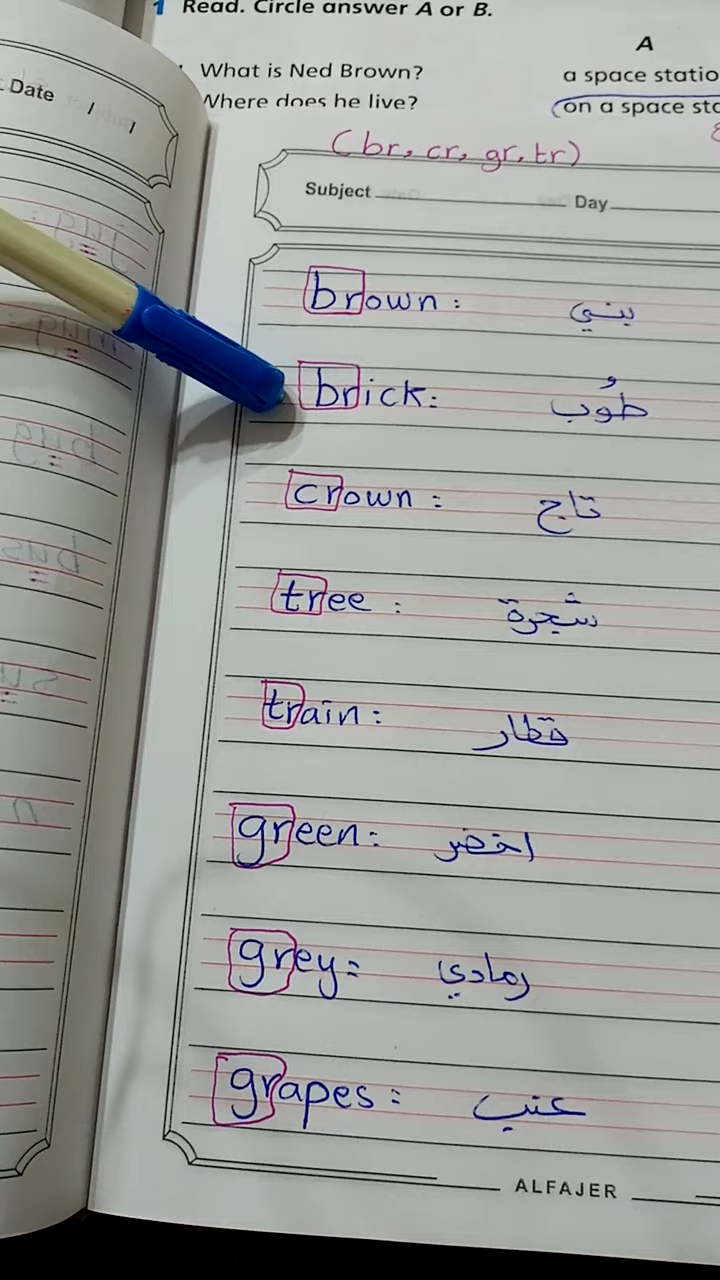 1 Read. Circle answer A or B.
A
What is Ned Brown? a space statio
Where does he live? on a space sta
Date / /
(br, cr, gr, tr)
Subject Day
brown : بني
brick: طُوب
crown : تاج
tree : شجرة
train : قطار
green : اخضر
grey : رمادي
grapes : عنب
ALFAJER